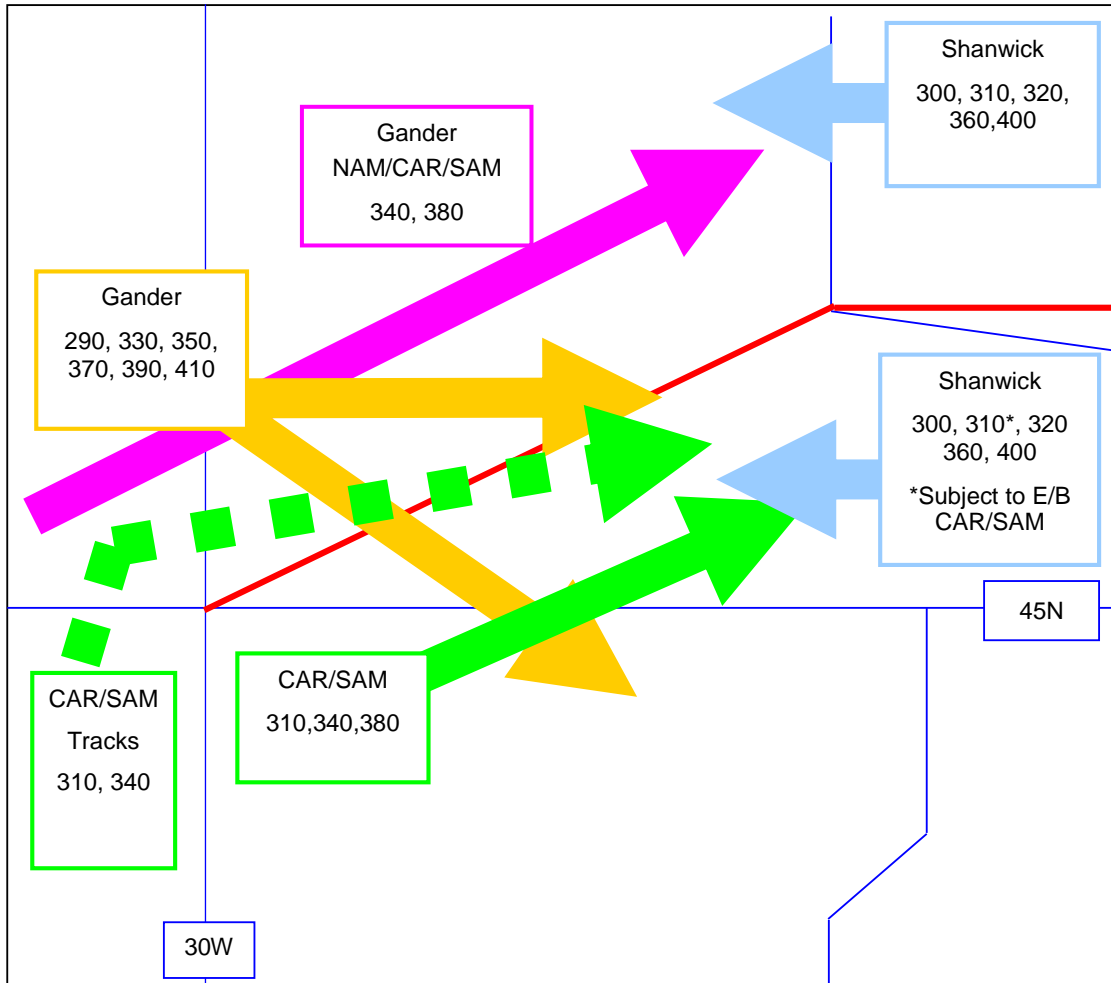 Shanwick
300, 310, 320,
360,400
Gander
NAM/CAR/SAM
340, 380
Gander
290, 330, 350,
370, 390, 410
Shanwick
300, 310*, 320
360, 400
*Subject to E/B
CAR/SAM
45N
CAR/SAM
310,340,380
CAR/SAM
Tracks
310, 340
30W